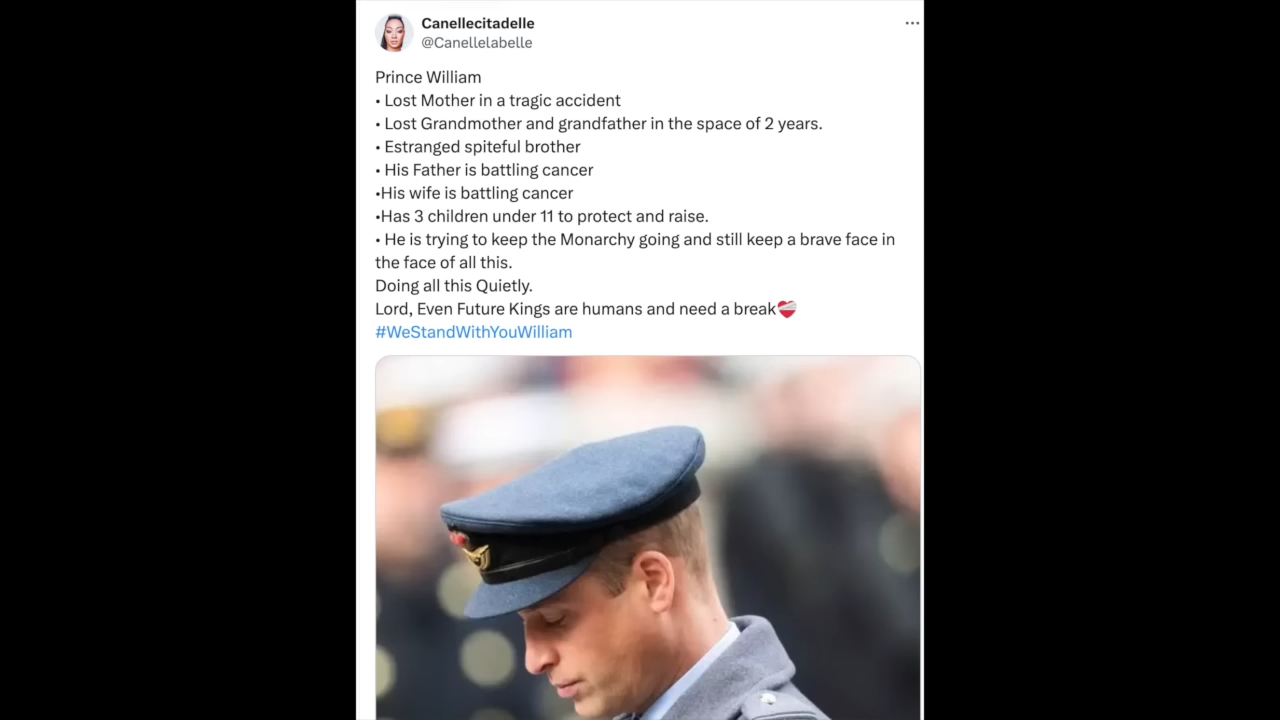 Canellecitadelle
@Canellelabelle
Prince William
• Lost Mother in a tragic accident
• Lost Grandmother and grandfather in the space of 2 years.
• Estranged spiteful brother
• His Father is battling cancer
•His wife is battling cancer
•Has 3 children under 11 to protect and raise.
• He is trying to keep the Monarchy going and still keep a brave face in
the face of all this.
Doing all this Quietly.
Lord, Even Future Kings are humans and need a break
#WeStandWithYouWilliam